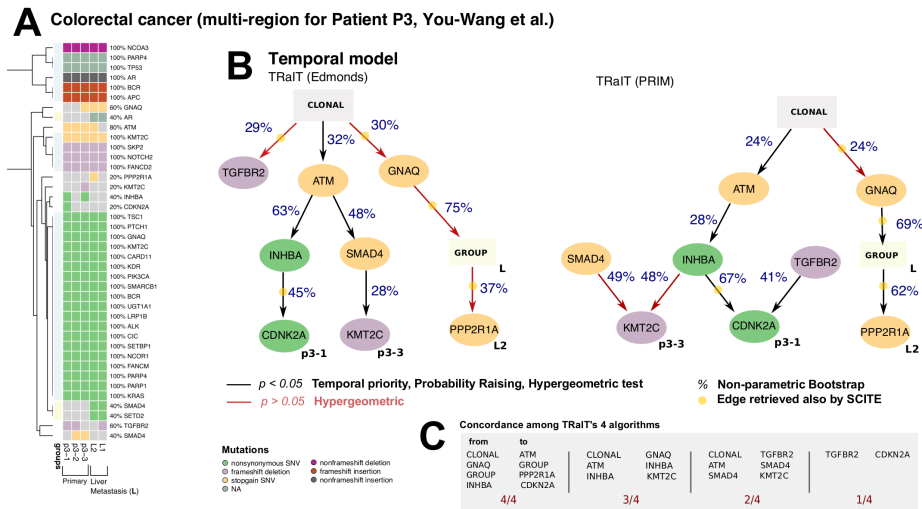 A Colorectal cancer (multi-region for Patient P3, You-Wang et al.)
100% NCOA3
100% PARP4
100% TP53
100% AR
100% BCR
100% APC
60% GNAQ
40% AR
80% ATM
100% KMT2C
100% SKP2
100% NOTCH2
100% FANCD2
20% PPP2R1A
20% KMT2C
40% INHBA
20% CDKN2A
100% TSC1
100% PTCH1
100% GNAQ
100% KMT2C
100% CARD11
100% KDR
100% PIK3CA
100% SMARCB1
100% BCR
100% UGT1A1
100% LRP1B
100% ALK
100% CIC
100% SETBP1
100% NCOR1
100% FANCM
100% PARP4
100% PARP1
100% KRAS
40% SMAD4
40% SETD2
60% TGFBR2
40% SMAD4
groups
p3-1
p3-2
p3-3
L2
L1
Primary
Liver
Metastasis (L)
B Temporal model
TRaIT (Edmonds)
CLONAL
29%
32%
30%
TGFBR2
ATM
GNAQ
63%
48%
75%
INHBA
SMAD4
GROUP
L
45%
28%
37%
CDNK2A
p3-1
KMT2C
p3-3
PPP2R1A
L2
TRaIT (PRIM)
CLONAL
24%
24%
ATM
GNAQ
28%
69%
SMAD4
INHBA
TGFBR2
GROUP
L
49%
48%
67%
41%
62%
KMT2C
p3-3
CDNK2A
p3-1
PPP2R1A
L2
p < 0.05 Temporal priority, Probability Raising, Hypergeometric test
p > 0.05 Hypergeometric
% Non-parametric Bootstrap
Edge retrieved also by SCITE
Mutations
nonsynonymous SNV
frameshift deletion
stopgain SNV
NA
nonframeshift deletion
frameshift insertion
nonframeshift insertion
C Concordance among TRaIT's 4 algorithms
from to
CLONAL ATM
GNAQ GROUP
GROUP PPP2R1A
INHBA CDKN2A
4/4
CLONAL GNAQ
ATM INHBA
INHBA KMT2C
3/4
CLONAL TGFBR2
ATM SMAD4
SMAD4 KMT2C
2/4
TGFBR2 CDKN2A
1/4